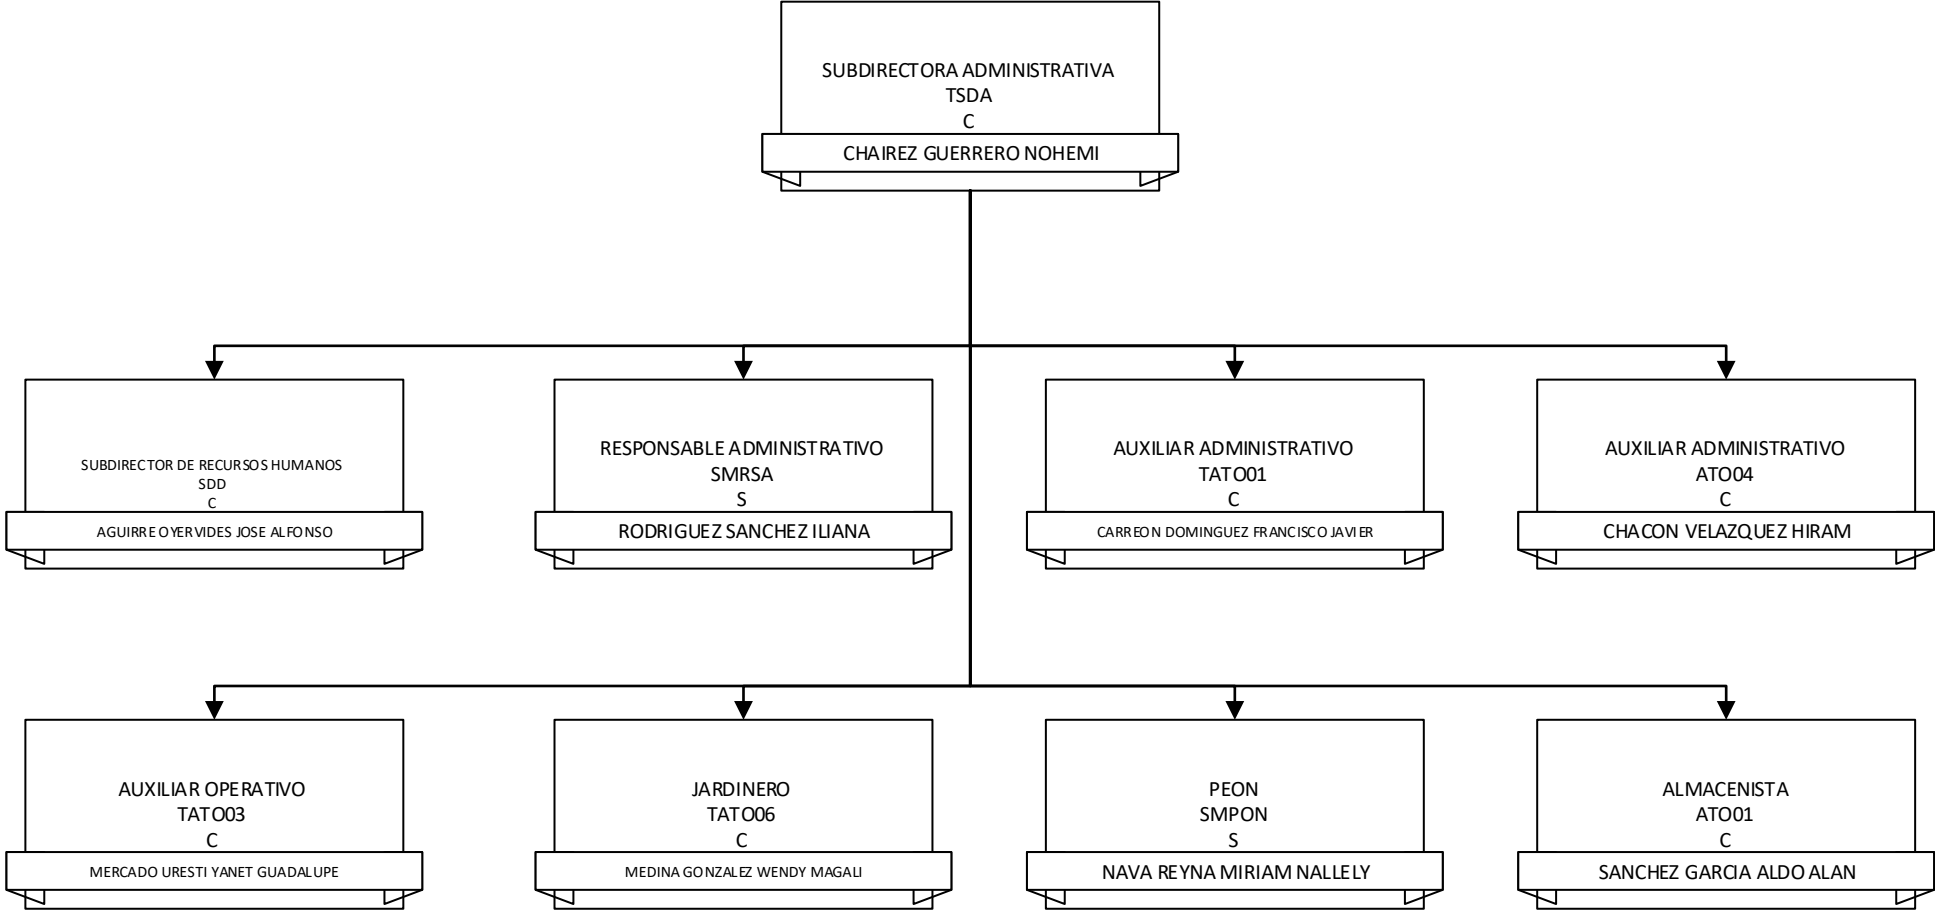 SUBDIRECTORA ADMINISTRATIVA
TSDA
C
CHAIREZ GUERRERO NOHEMI
SUBDIRECTOR DE RECURSOS HUMANOS
SDD
C
AGUIRRE OYERVIDES JOSE ALFONSO
RESPONSABLE ADMINISTRATIVO
SMRSA
S
RODRIGUEZ SANCHEZ ILIANA
AUXILIAR ADMINISTRATIVO
TATO01
C
CARREON DOMINGUEZ FRANCISCO JAVIER
AUXILIAR ADMINISTRATIVO
ATO04
C
CHACON VELAZQUEZ HIRAM
AUXILIAR OPERATIVO
TATO03
C
MERCADO URESTI YANET GUADALUPE
JARDINERO
TATO06
C
MEDINA GONZALEZ WENDY MAGALI
PEON
SMPON
S
NAVA REYNA MIRIAM NALLELY
ALMACENISTA
ATO01
C
SANCHEZ GARCIA ALDO ALAN